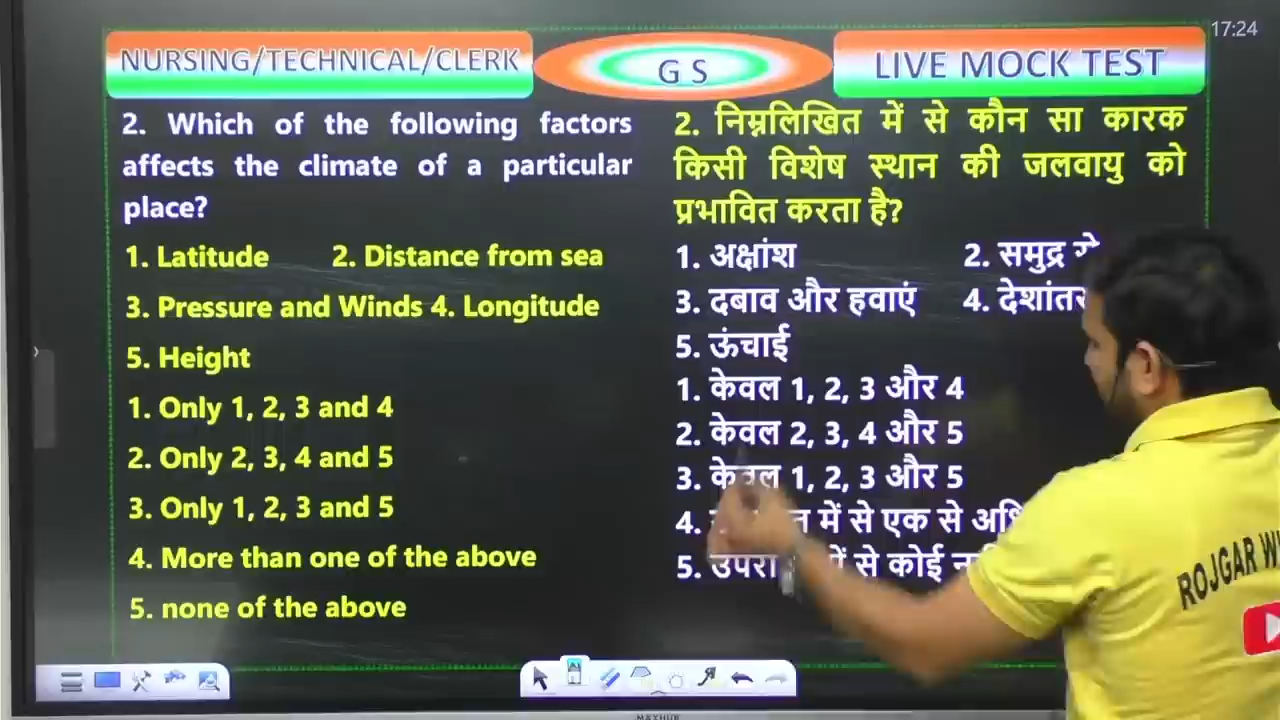 17:24
NURSING/TECHNICAL/CLERK
G S
LIVE MOCK TEST
2. Which of the following factors
affects the climate of a particular
place?
1. Latitude 2. Distance from sea
3. Pressure and Winds 4. Longitude
5. Height
1. Only 1, 2, 3 and 4
2. Only 2, 3, 4 and 5
3. Only 1, 2, 3 and 5
4. More than one of the above
5. none of the above
2. निम्नलिखित में से कौन सा कारक
किसी विशेष स्थान की जलवायु को
प्रभावित करता है?
1. अक्षांश 2. समुद्र
3. दबाव और हवाएं 4. देशांतर
5. ऊंचाई
1. केवल 1, 2, 3 और 4
2. केवल 2, 3, 4 और 5
3. केवल 1, 2, 3 और 5
4. में से एक से
5. से कोई
ROJGAR
MAXHUB